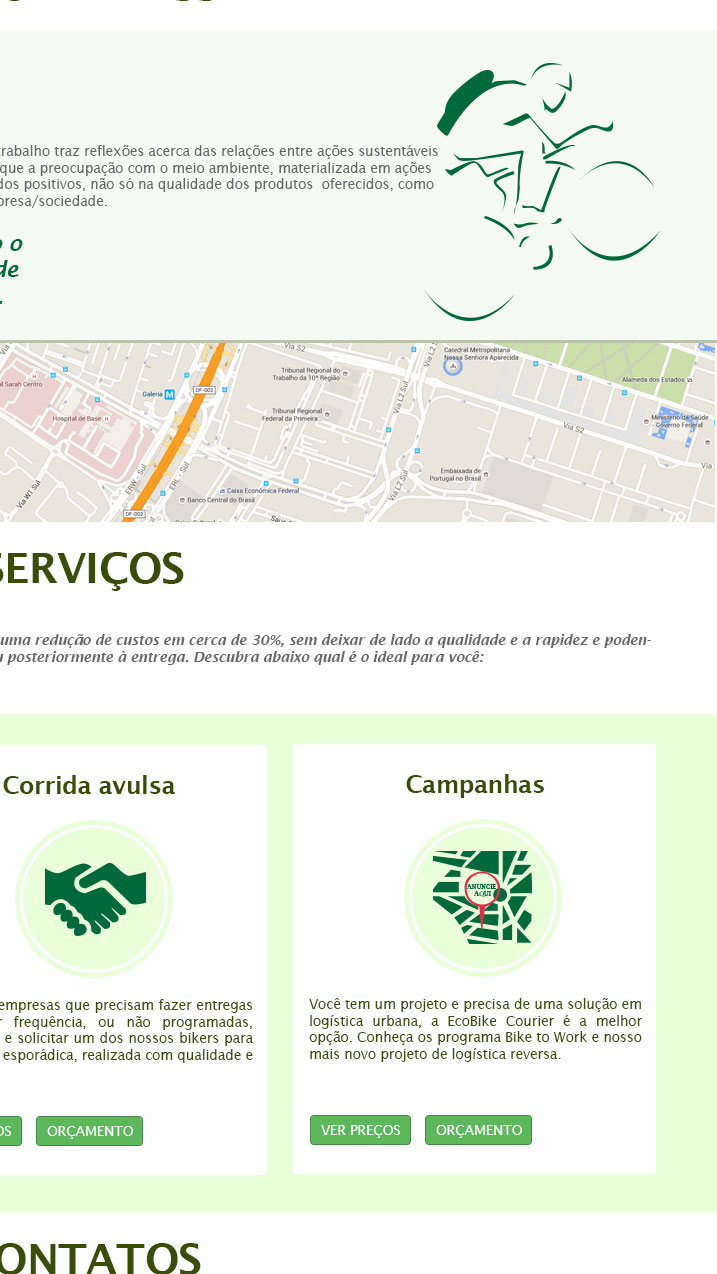 trabalho traz reflexões acerca das relações entre ações sustentáveis
que a preocupação com o meio ambiente, materializada em ações
dos positivos, não só na qualidade dos produtos oferecidos, como
presa/sociedade.
o o
de
.
Via S2
Catedral Metropolitana
Nossa Senhora Aparecida
Via L2 Sul
Tribunal Regional do
Trabalho da 10ª Região
al Sarah Centro
Alameda dos Estados
Galeria M
DF-002
Via L2 Sul
Tribunal Regional
Federal da Primeira...
Hospital de Base
Ministério da Saúde
- Governo Federal
Via S2
Embaixada de
Portugal no Brasil
ERW - Sul
ERL - Sul
Via W1 Sul
Caixa Econômica Federal
Banco Central do Brasil
Via L2 Sul
DF-002
SERVIÇOS
uma redução de custos em cerca de 30%, sem deixar de lado a qualidade e a rapidez e poden-
u posteriormente à entrega. Descubra abaixo qual é o ideal para você:
Corrida avulsa
empresas que precisam fazer entregas
r frequência, ou não programadas,
e solicitar um dos nossos bikers para
esporádica, realizada com qualidade e
OS
ORÇAMENTO
Campanhas
ANUNCIE
AQUI
Você tem um projeto e precisa de uma solução em
logística urbana, a EcoBike Courier é a melhor
opção. Conheça os programa Bike to Work e nosso
mais novo projeto de logística reversa.
VER PREÇOS
ORÇAMENTO
ONTATOS